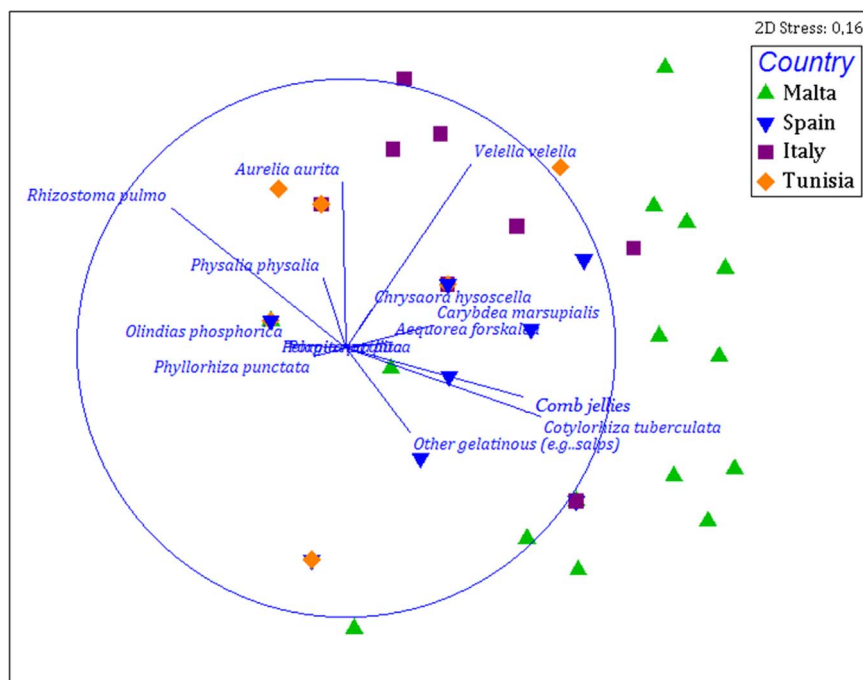 2D Stress: 0,16
Country
Malta
Spain
Italy
Tunisia
Velella velella
Aurelia aurita
Rhizostoma pulmo
Physalia physalia
Chrysaora hysoscella
Carybdea marsupialis
Olindias phosphorica
Aequorea forskalea
Phyllorhiza punctata
Comb jellies
Cotylorhiza tuberculata
Other gelatinous (e.g..salps)